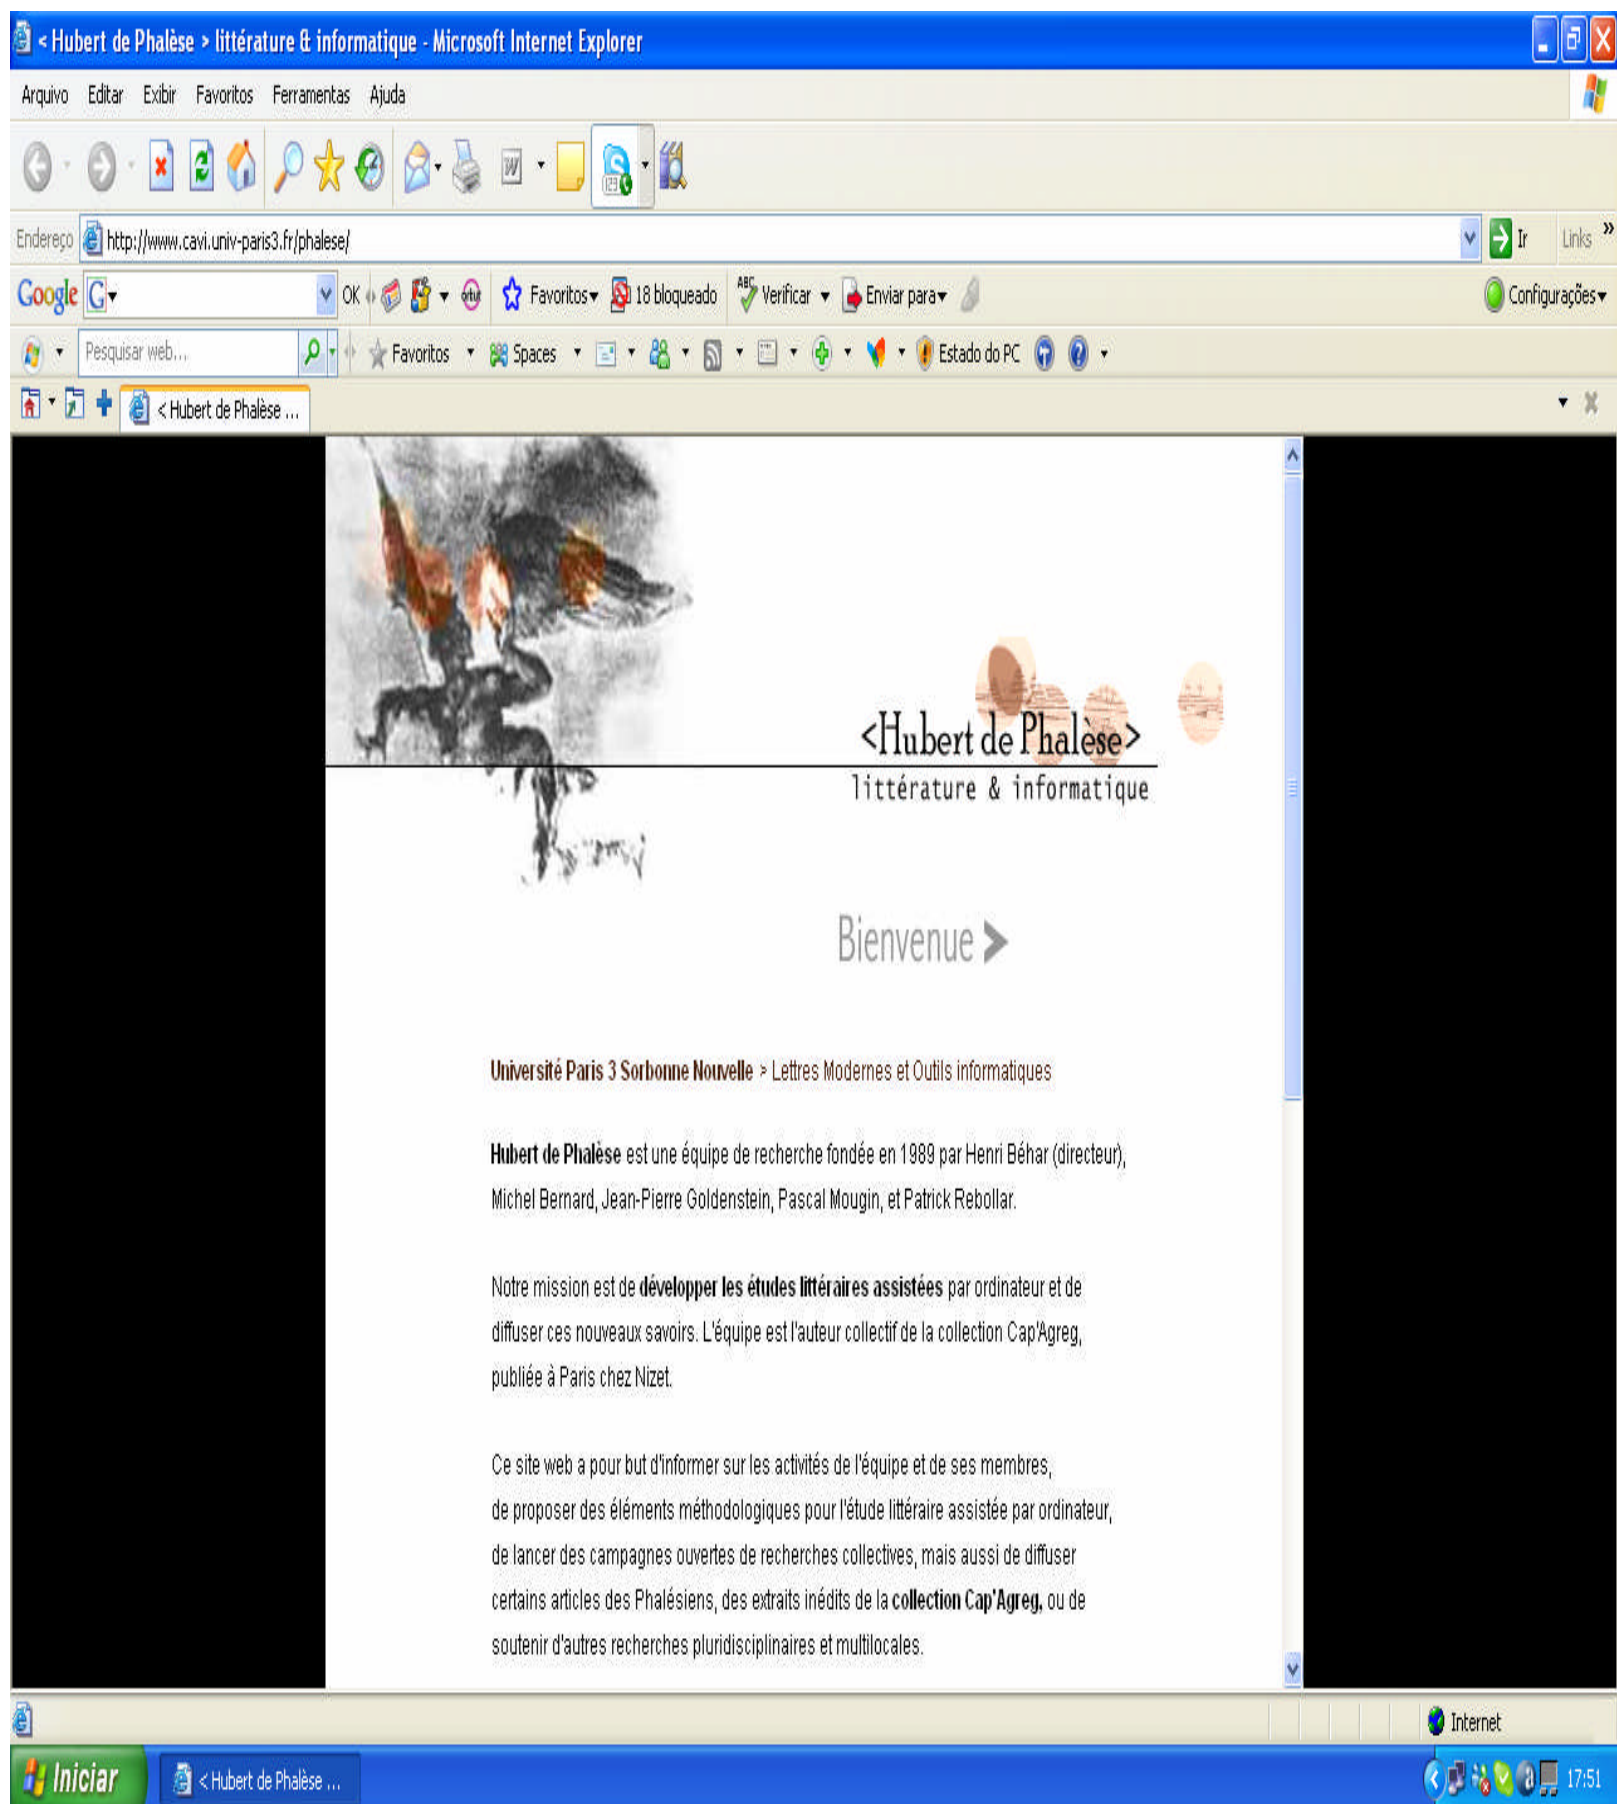 < Hubert de Phalèse > littérature & informatique - Microsoft Internet Explorer
Arquivo Editar Exibir Favoritos Ferramentas Ajuda
Endereço http://www.cavi.univ-paris3.fr/phalese/ Ir Links »
Google G OK Favoritos 18 bloqueado ABC Verificar Enviar para Configurações
Pesquisar web... Favoritos Spaces Estado do PC
< Hubert de Phalèse ...
<Hubert de Phalèse>
littérature & informatique
Bienvenue >
Université Paris 3 Sorbonne Nouvelle > Lettres Modernes et Outils informatiques
Hubert de Phalèse est une équipe de recherche fondée en 1989 par Henri Béhar (directeur),
Michel Bernard, Jean-Pierre Goldenstein, Pascal Mougin, et Patrick Rebollar.
Notre mission est de développer les études littéraires assistées par ordinateur et de
diffuser ces nouveaux savoirs. L'équipe est l'auteur collectif de la collection Cap'Agreg,
publiée à Paris chez Nizet.
Ce site web a pour but d'informer sur les activités de l'équipe et de ses membres,
de proposer des éléments méthodologiques pour l'étude littéraire assistée par ordinateur,
de lancer des campagnes ouvertes de recherches collectives, mais aussi de diffuser
certains articles des Phalésiens, des extraits inédits de la collection Cap'Agreg, ou de
soutenir d'autres recherches pluridisciplinaires et multilocales.
Internet
Iniciar < Hubert de Phalèse ... 17:51